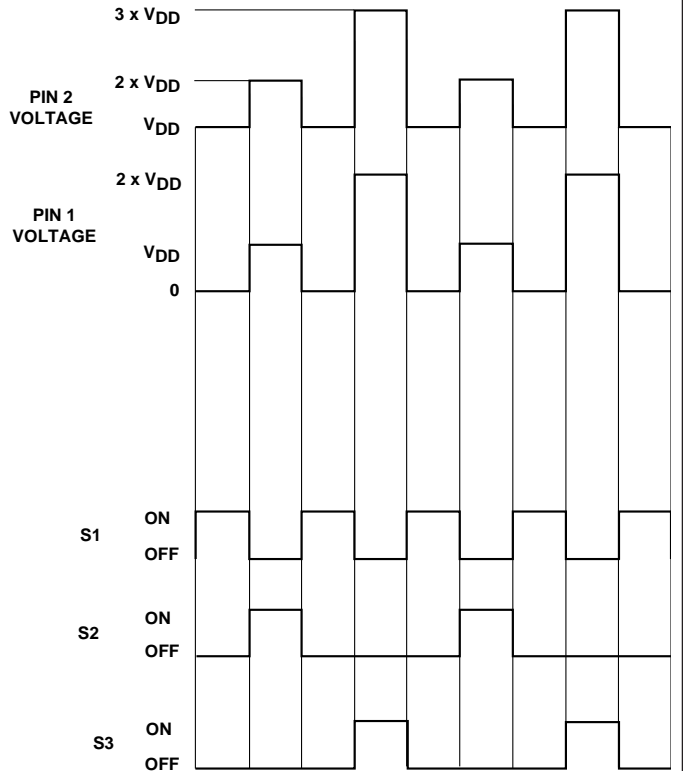 3 x VDD
2 x VDD
PIN 2
VOLTAGE
VDD
2 x VDD
PIN 1
VOLTAGE
VDD
0
ON
S1
OFF
ON
S2
OFF
ON
S3
OFF